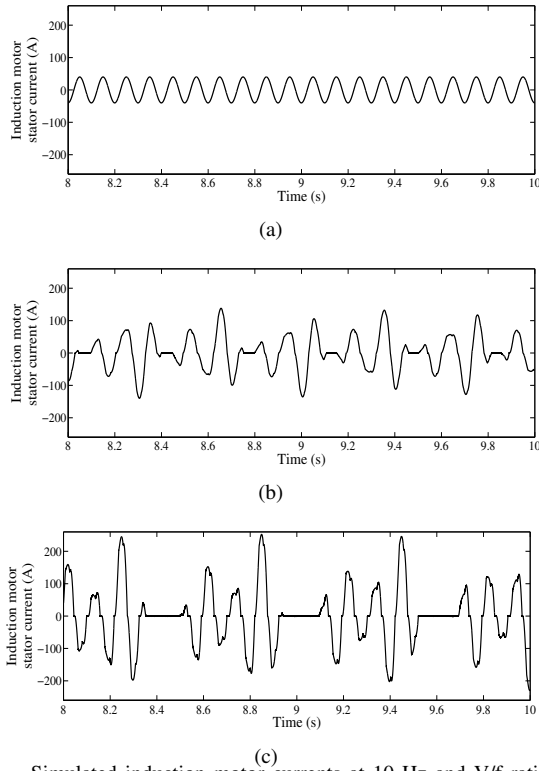 200
100
0
−100
−200
Induction motor
stator current (A)
8 8.2 8.4 8.6 8.8 9 9.2 9.4 9.6 9.8 10
Time (s)
(a)
200
100
0
−100
−200
Induction motor
stator current (A)
8 8.2 8.4 8.6 8.8 9 9.2 9.4 9.6 9.8 10
Time (s)
(b)
200
100
0
−100
−200
Induction motor
stator current (A)
8 8.2 8.4 8.6 8.8 9 9.2 9.4 9.6 9.8 10
Time (s)
(c)
Simulated induction motor currents at 10 Hz and V/f rati